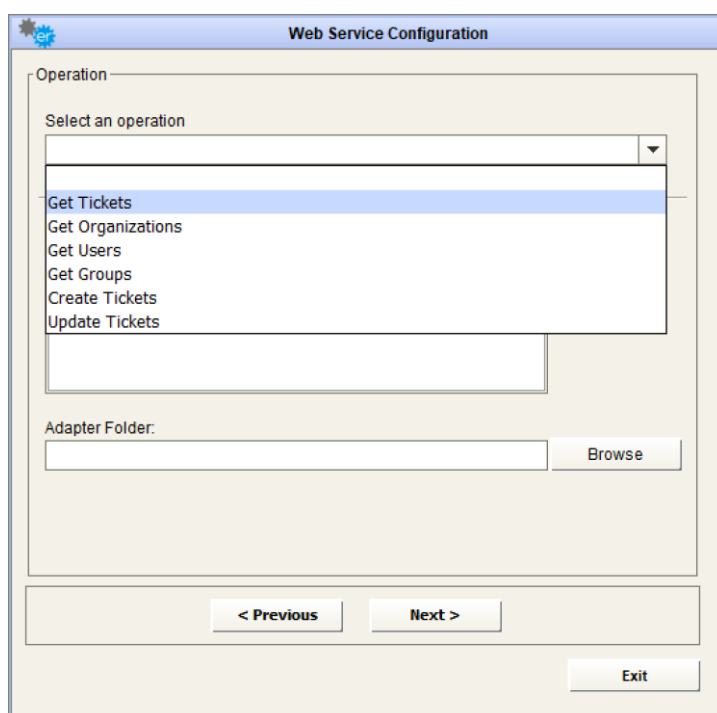 er
Web Service Configuration
Operation
Select an operation
Get Tickets
Get Organizations
Get Users
Get Groups
Create Tickets
Update Tickets
Adapter Folder:
Browse
< Previous
Next >
Exit